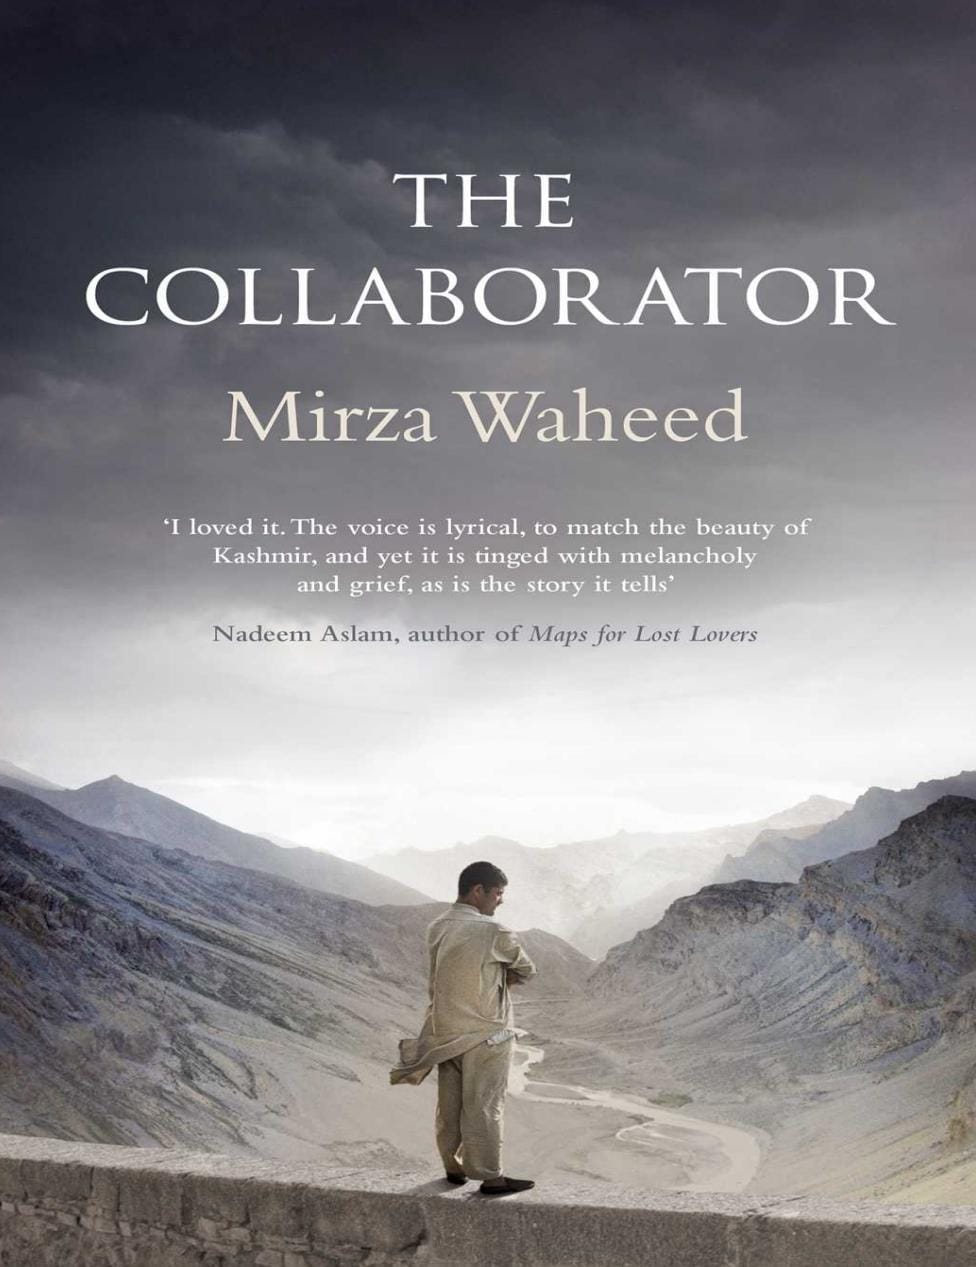 THE
COLLABORATOR
Mirza Waheed
‘I loved it. The voice is lyrical, to match the beauty of
Kashmir, and yet it is tinged with melancholy
and grief, as is the story it tells’
Nadeem Aslam, author of Maps for Lost Lovers